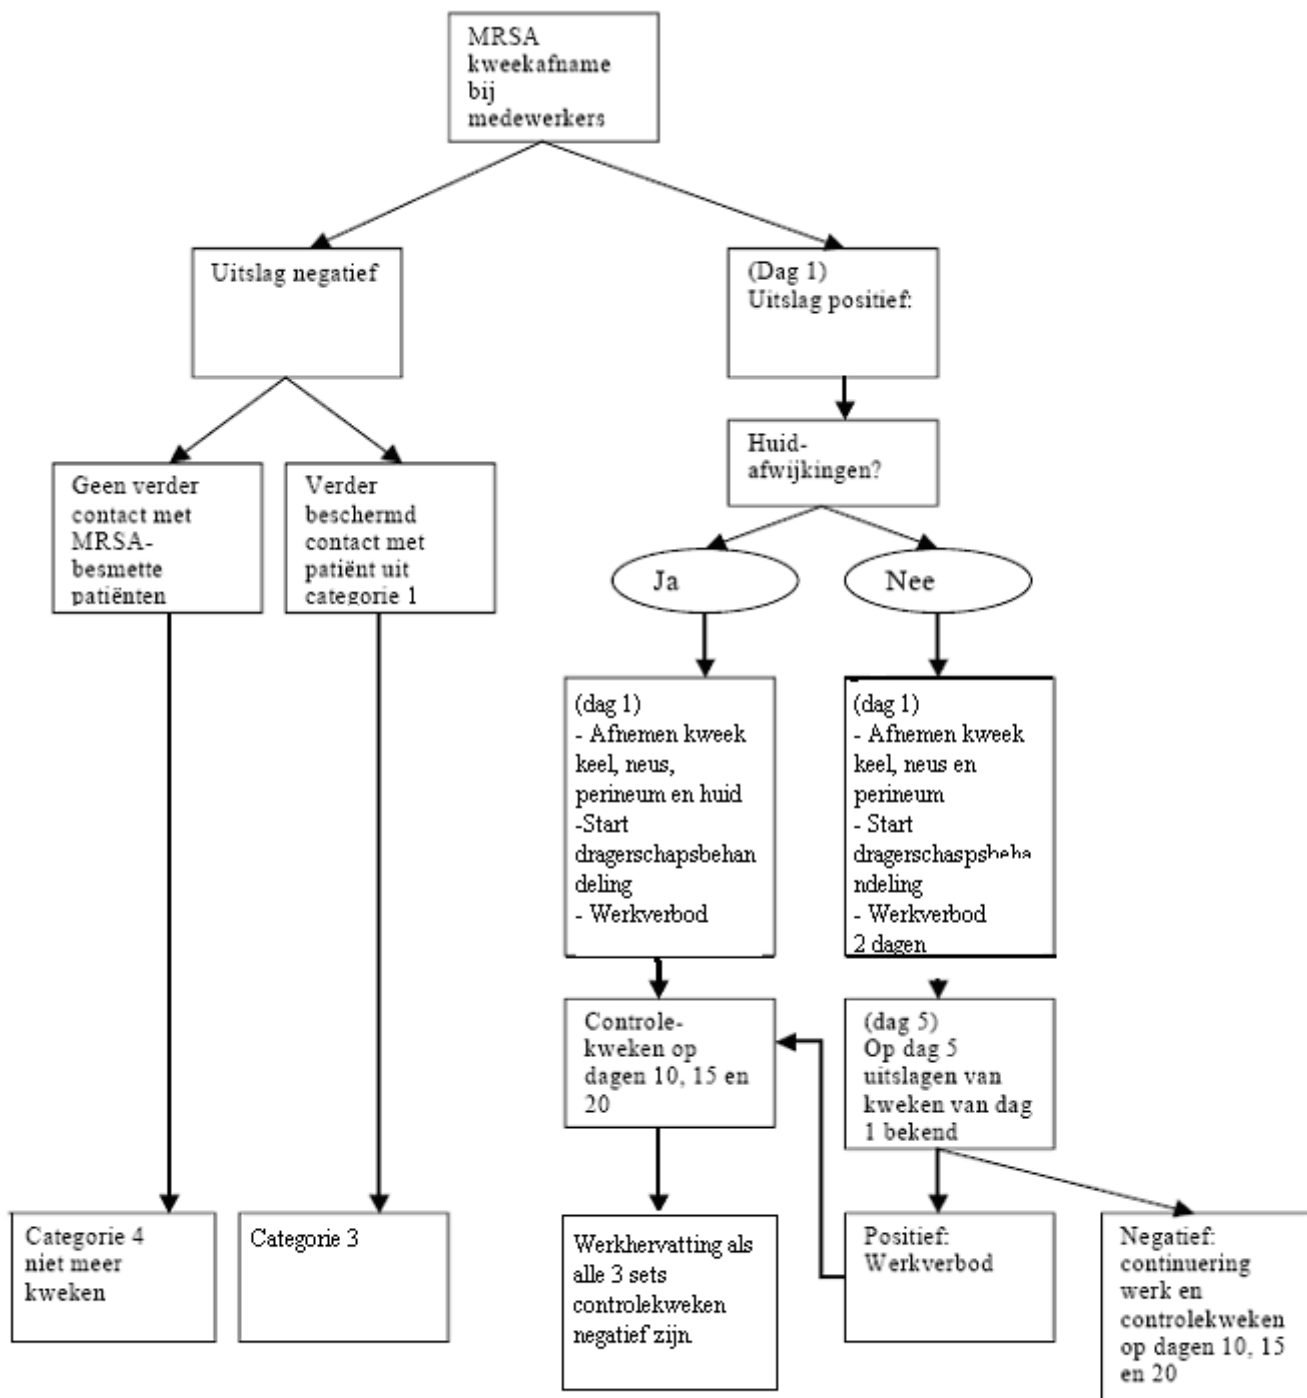 MRSA
kweekafname
bij
medewerkers
Uitslag negatief
(Dag 1)
Uitslag positief:
Huid-
afwijkingen?
Geen verder
contact met
MRSA-
besmette
patiënten
Verder
beschermd
contact met
patiënt uit
categorie 1
Ja
Nee
(dag 1)
- Afnemen kweek
keel, neus,
perineum en huid
-Start
dragerschapsbehan
deling
- Werkverbod
(dag 1)
- Afnemen kweek
keel, neus en
perineum
- Start
dragerschaspsbeha
ndeling
- Werkverbod
2 dagen
Controle-
kweken op
dagen 10, 15 en
20
(dag 5)
Op dag 5
uitslagen van
kweken van dag
1 bekend
Categorie 4
niet meer
kweken
Categorie 3
Werkhervatting als
alle 3 sets
controlekweken
negatief zijn.
Positief:
Werkverbod
Negatief:
continuering
werk en
controlekweken
op dagen 10, 15
en 20